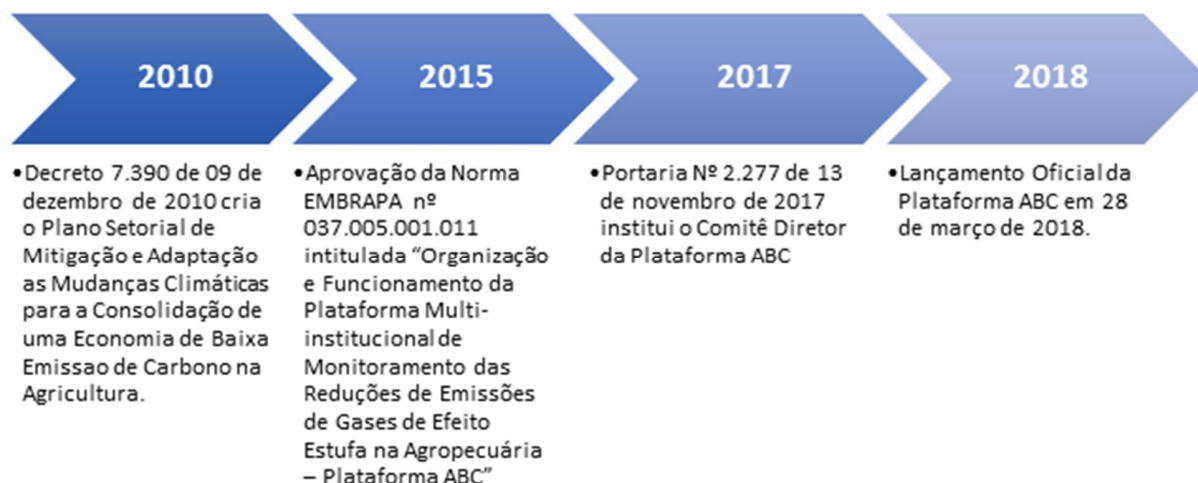 2010
2015
2017
2018
•Decreto 7.390 de 09 de
dezembro de 2010 cria
o Plano Setorial de
Mitigação e Adaptação
as Mudanças Climáticas
para a Consolidação de
uma Economia de Baixa
Emissao de Carbono na
Agricultura.
•Aprovação da Norma
EMBRAPA nº
037.005.001.011
intitulada “Organização
e Funcionamento da
Plataforma Multi-
institucional de
Monitoramento das
Reduções de Emissões
de Gases de Efeito
Estufa na Agropecuária
– Plataforma ABC”
•Portaria Nº 2.277 de 13
de novembro de 2017
institui o Comitê Diretor
da Plataforma ABC
•Lançamento Oficial da
Plataforma ABC em 28
de março de 2018.